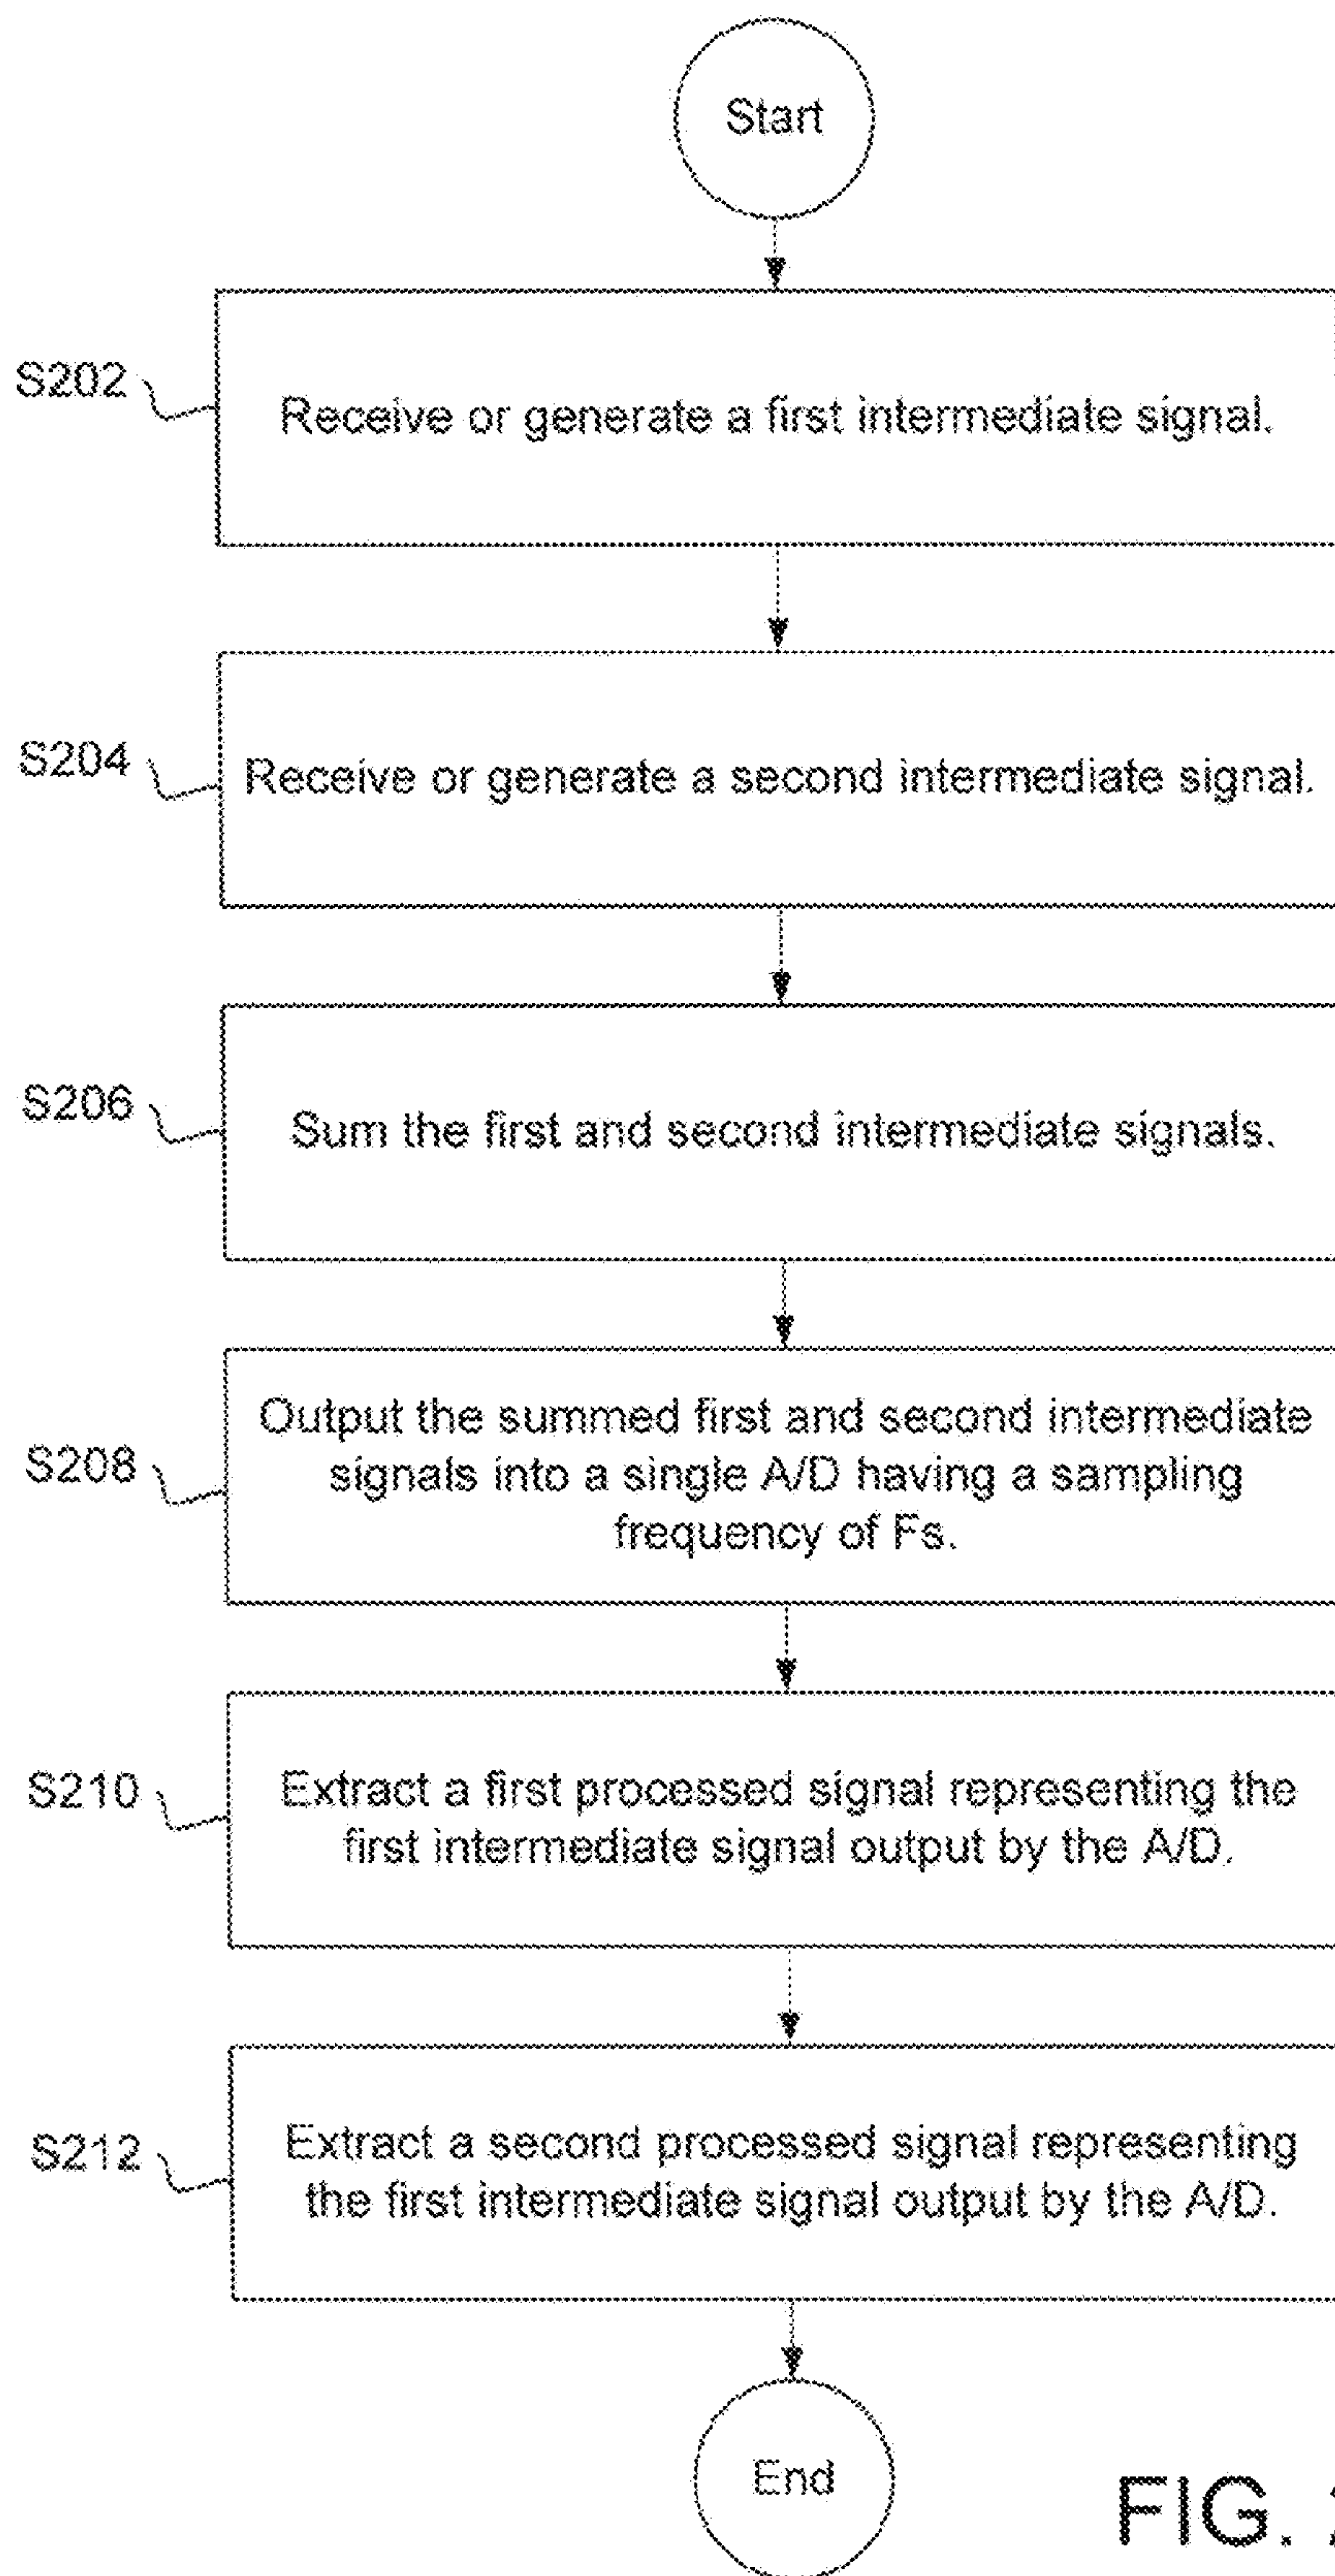 Start
S202
Receive or generate a first intermediate signal.
S204
Receive or generate a second intermediate signal.
S206
Sum the first and second intermediate signals.
S208
Output the summed first and second intermediate
signals into a single A/D having a sampling
frequency of Fs.
S210
Extract a first processed signal representing the
first intermediate signal output by the A/D.
S212
Extract a second processed signal representing
the first intermediate signal output by the A/D.
End
FIG.